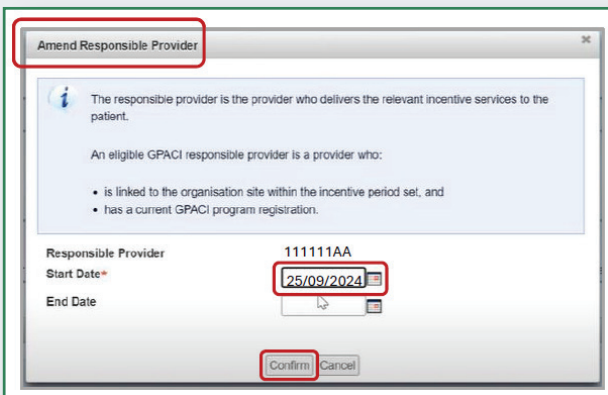 Amend Responsible Provider
The responsible provider is the provider who delivers the relevant incentive services to the
patient.
An eligible GPACI responsible provider is a provider who:
• is linked to the organisation site within the incentive period set, and
• has a current GPACI program registration.
Responsible Provider 111111AA
Start Date* 25/09/2024
End Date
Confirm Cancel